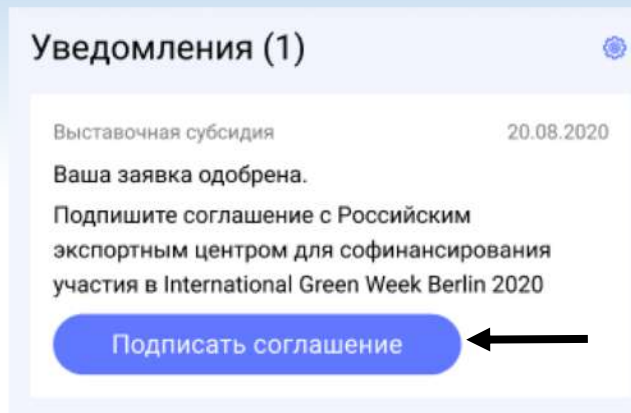 Уведомления (1)
Выставочная субсидия 20.08.2020
Ваша заявка одобрена.
Подпишите соглашение с Российским
экспортным центром для софинансирования
участия в International Green Week Berlin 2020
Подписать соглашение